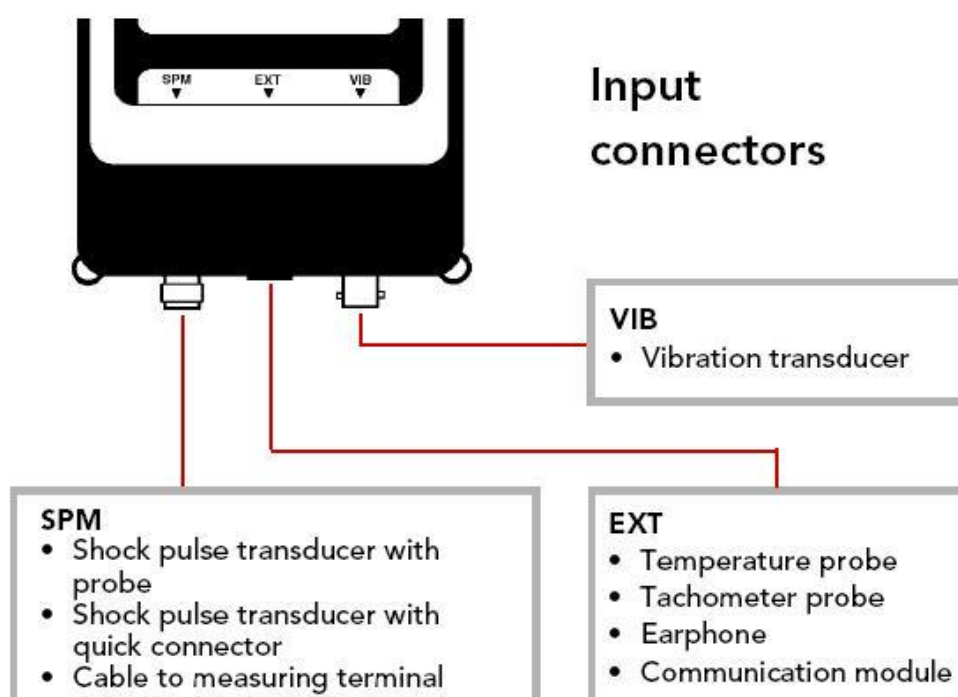 SPM EXT VIB
Input
connectors
VIB
• Vibration transducer
SPM
• Shock pulse transducer with
probe
• Shock pulse transducer with
quick connector
• Cable to measuring terminal
EXT
• Temperature probe
• Tachometer probe
• Earphone
• Communication module